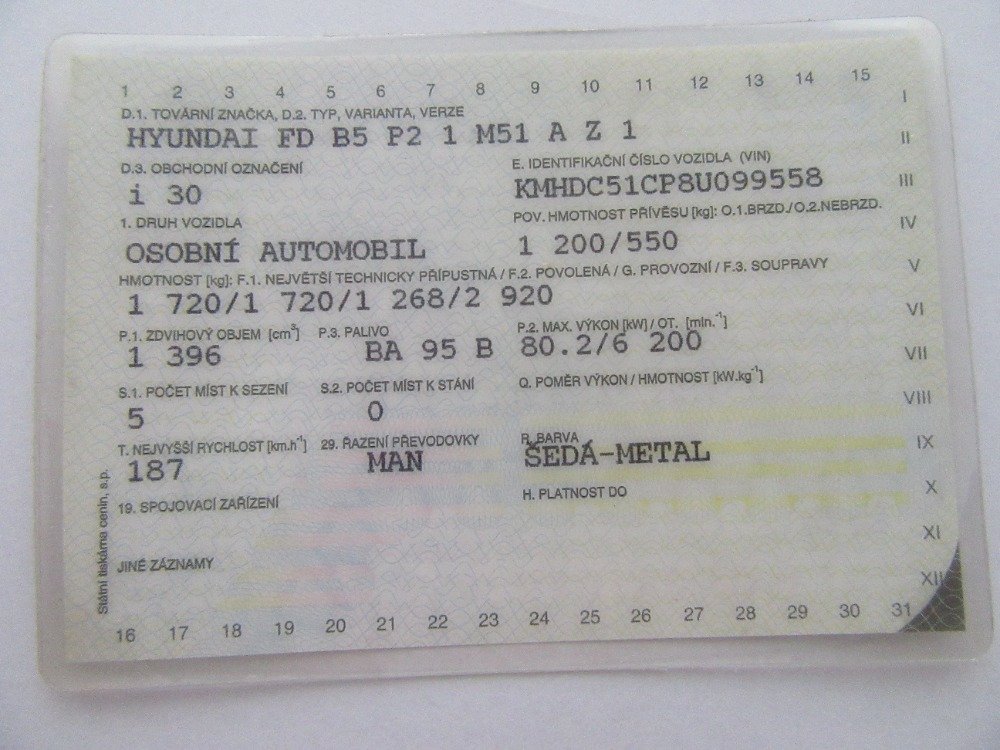 1 2 3 4 5 6 7 8 9 10 11 12 13 14 15
I
D.1. TOVÁRNÍ ZNAČKA, D.2. TYP, VARIANTA, VERZE
HYUNDAI FD B5 P2 1 M51 A Z 1
II
D.3. OBCHODNÍ OZNAČENÍ
E. IDENTIFIKAČNÍ ČÍSLO VOZIDLA (VIN)
i 30
KMHDC51CP8U099558
III
1. DRUH VOZIDLA
POV. HMOTNOST PŘÍVĚSU [kg]: O.1.BRZD./O.2.NEBRZD.
IV
OSOBNÍ AUTOMOBIL
1 200/550
HMOTNOST [kg]: F.1. NEJVĚTŠÍ TECHNICKY PŘÍPUSTNÁ / F.2. POVOLENÁ / G. PROVOZNÍ / F.3. SOUPRAVY
V
1 720/1 720/1 268/2 920
VI
P.1. ZDVIHOVÝ OBJEM [cm³]
P.3. PALIVO
P.2. MAX. VÝKON [kW] / OT. [min.⁻¹]
1 396
BA 95 B
80.2/6 200
VII
S.1. POČET MÍST K SEZENÍ
S.2. POČET MÍST K STÁNÍ
Q. POMĚR VÝKON / HMOTNOST [kW.kg⁻¹]
5
0
VIII
T. NEJVYŠŠÍ RYCHLOST [km.h⁻¹]
29. ŘAZENÍ PŘEVODOVKY
R. BARVA
IX
187
MAN
ŠEDÁ-METAL
19. SPOJOVACÍ ZAŘÍZENÍ
H. PLATNOST DO
X
XI
JINÉ ZÁZNAMY
XII
Státní tiskárna cenin, s.p.
16 17 18 19 20 21 22 23 24 25 26 27 28 29 30 31